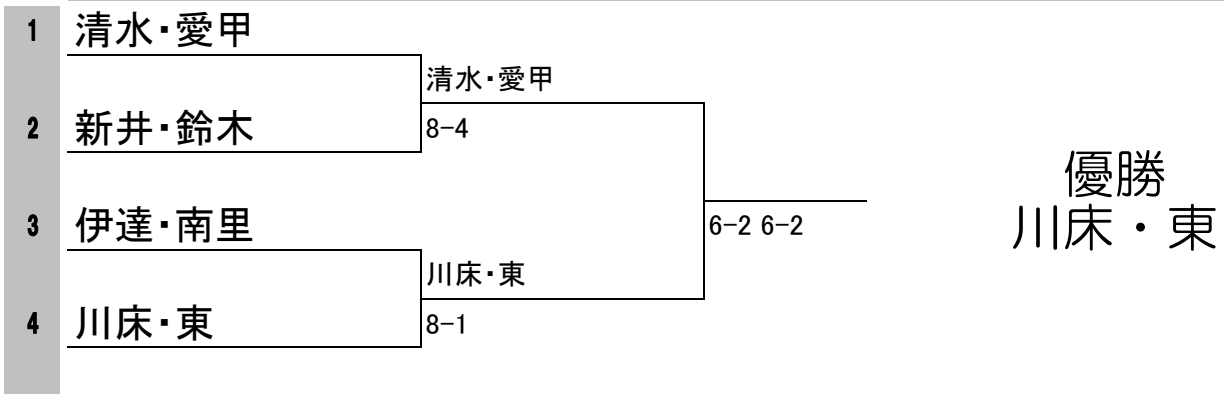 1 清水・愛甲
清水・愛甲
2 新井・鈴木
8-4
3 伊達・南里
6-2 6-2
川床・東
4 川床・東
8-1
優勝
川床・東